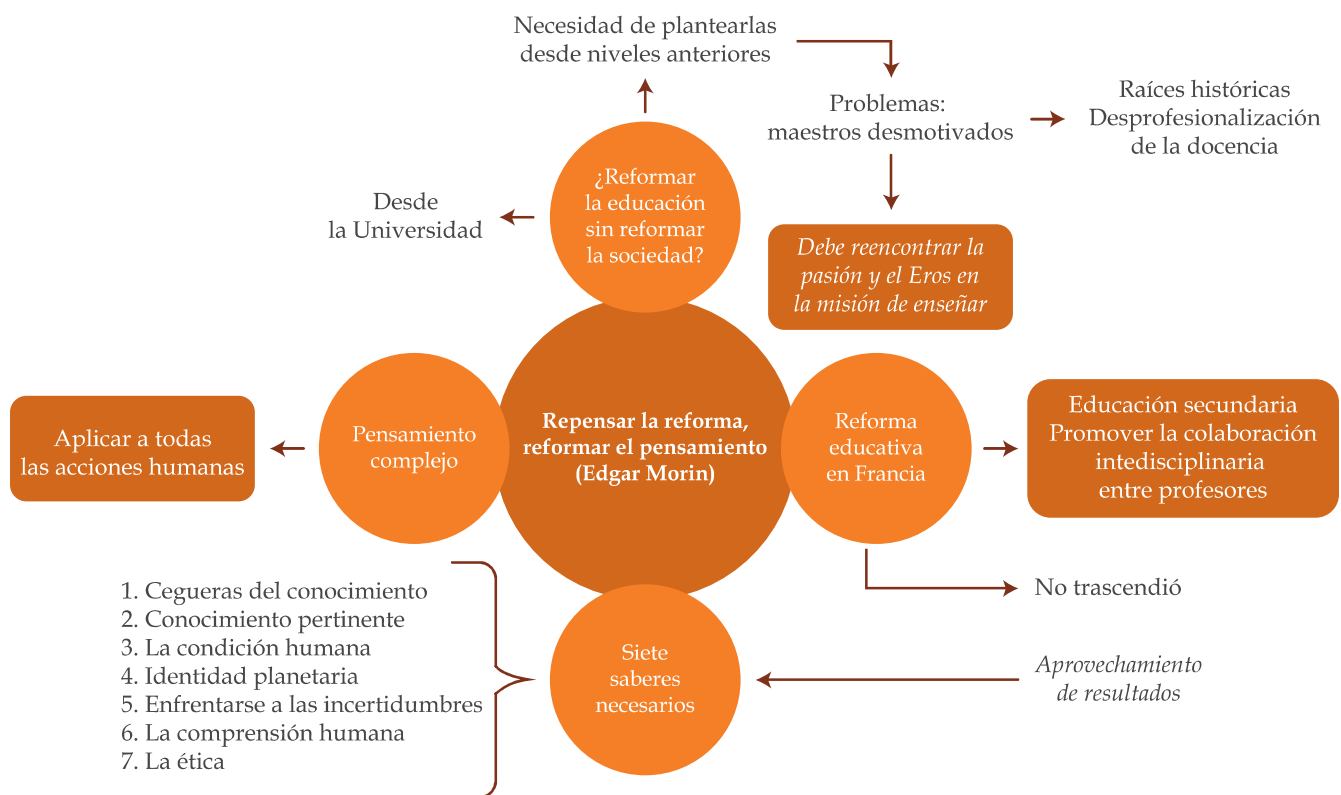 Necesidad de plantearlas
desde niveles anteriores
Problemas:
maestros desmotivados
Raíces históricas
Desprofesionalización
de la docencia
¿Reformar
la educación
sin reformar
la sociedad?
Desde
la Universidad
Debe reencontrar la
pasión y el Eros en
la misión de enseñar
Aplicar a todas
las acciones humanas
Pensamiento
complejo
Repensar la reforma,
reformar el pensamiento
(Edgar Morin)
Reforma
educativa
en Francia
Educación secundaria
Promover la colaboración
intedisciplinaria
entre profesores
No trascendió
1. Cegueras del conocimiento
2. Conocimiento pertinente
3. La condición humana
4. Identidad planetaria
5. Enfrentarse a las incertidumbres
6. La comprensión humana
7. La ética
Siete
saberes
necesarios
Aprovechamiento
de resultados